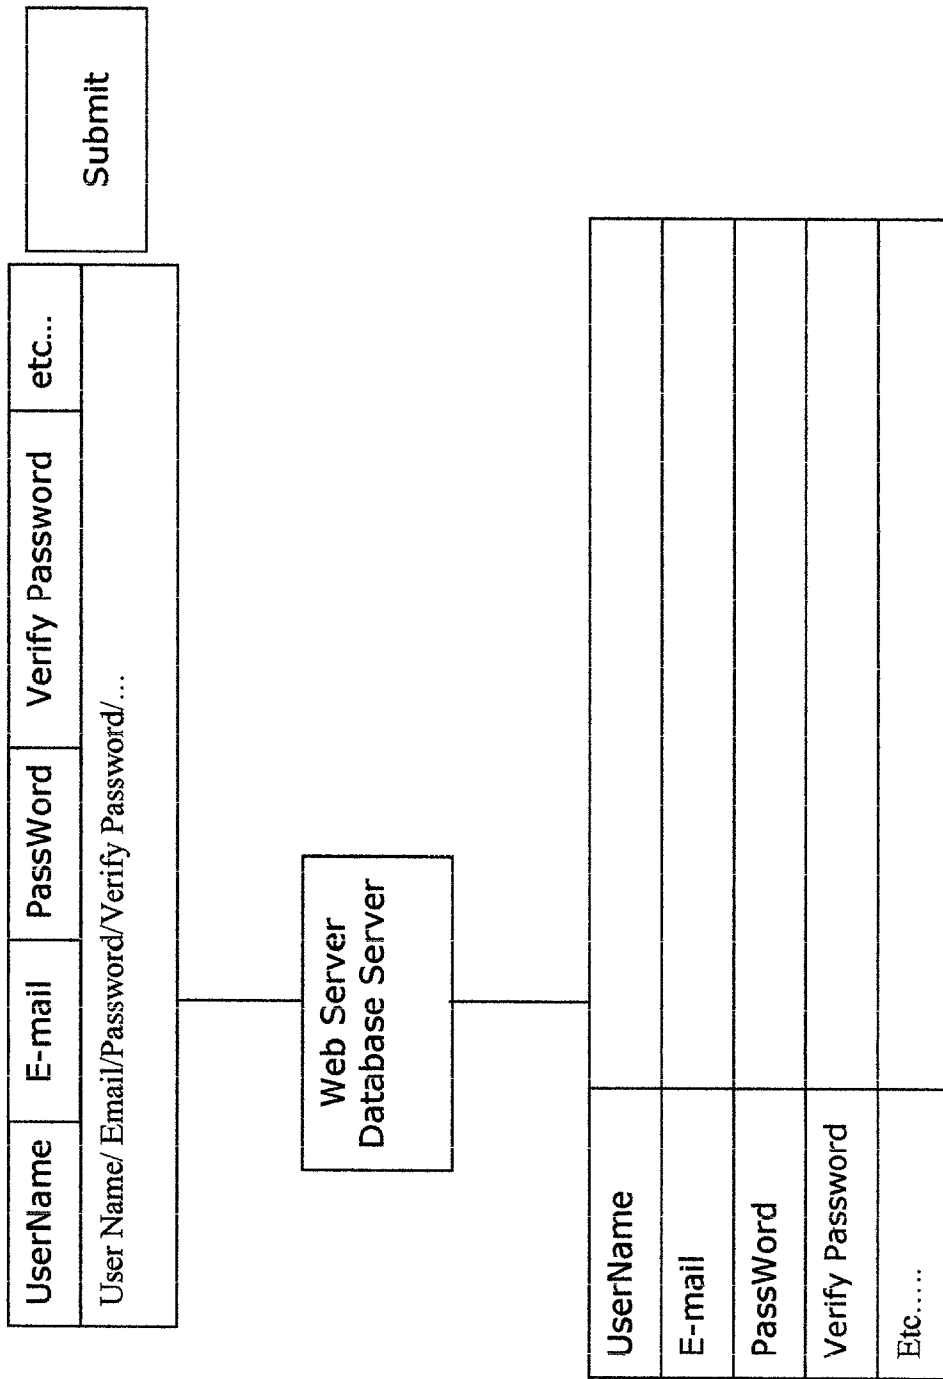 UserName E-mail PassWord Verify Password etc...
User Name/ Email/Password/Verify Password/...
Submit
Web Server
Database Server
UserName
E-mail
PassWord
Verify Password
Etc.....